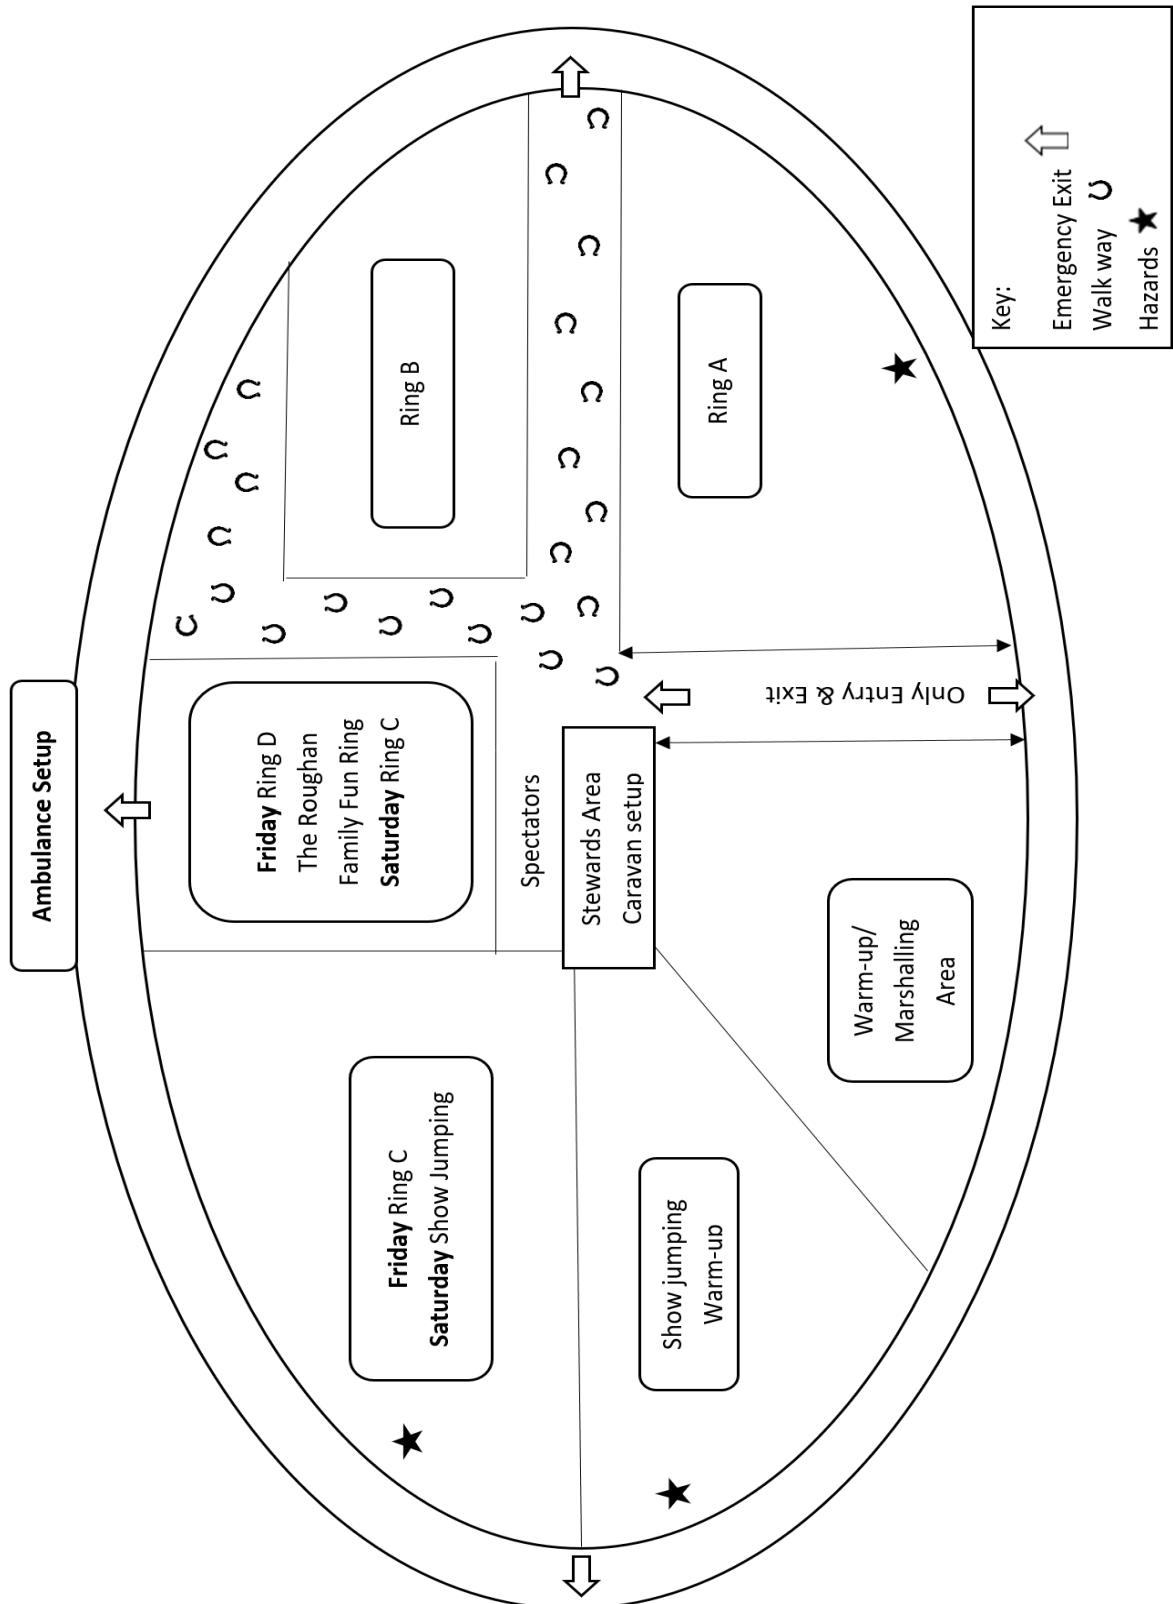 Ambulance Setup
Friday Ring D
The Roughan
Family Fun Ring
Saturday Ring C
Ring B
Spectators
Stewards Area
Caravan setup
Friday Ring C
Saturday Show Jumping
Show jumping
Warm-up
Warm-up/
Marshalling
Area
Only Entry & Exit
Ring A
Key:
Emergency Exit
Walk way
Hazards